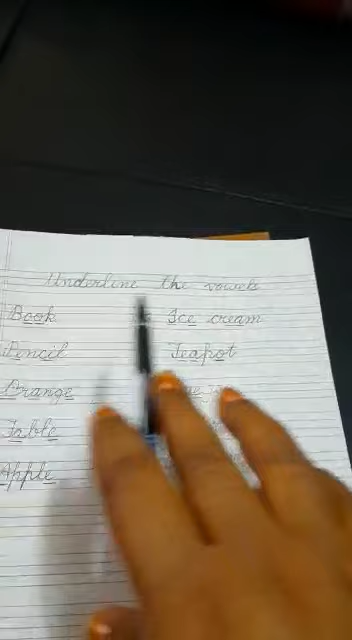 Underline the vowels
Book Ice cream
Pencil Teapot
Orange
Table
Apple